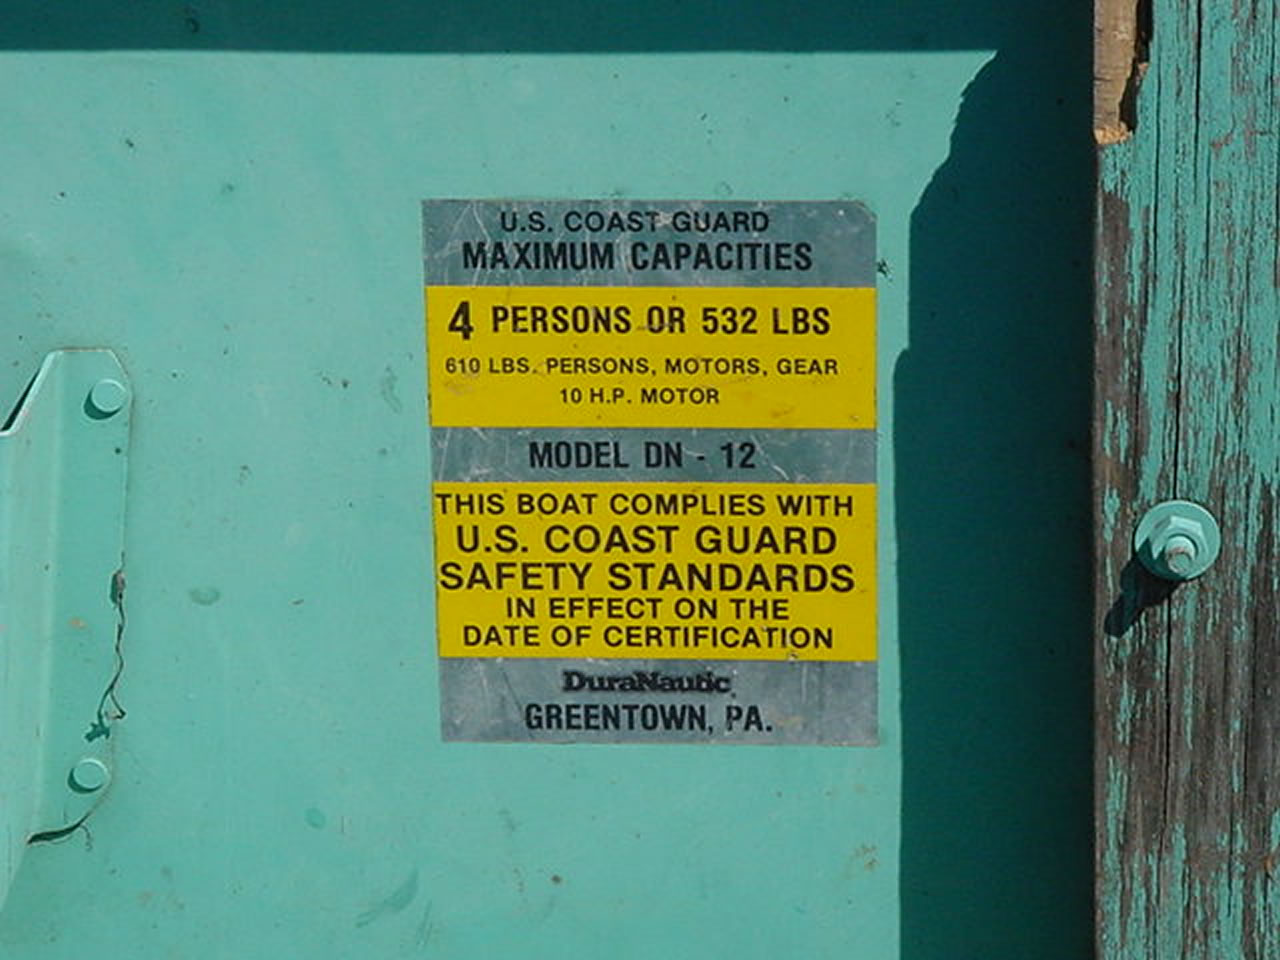 U.S. COAST GUARD
MAXIMUM CAPACITIES
4 PERSONS OR 532 LBS
610 LBS. PERSONS, MOTORS, GEAR
10 H.P. MOTOR
MODEL DN - 12
THIS BOAT COMPLIES WITH
U.S. COAST GUARD
SAFETY STANDARDS
IN EFFECT ON THE
DATE OF CERTIFICATION
DuraNautic
GREENTOWN, PA.